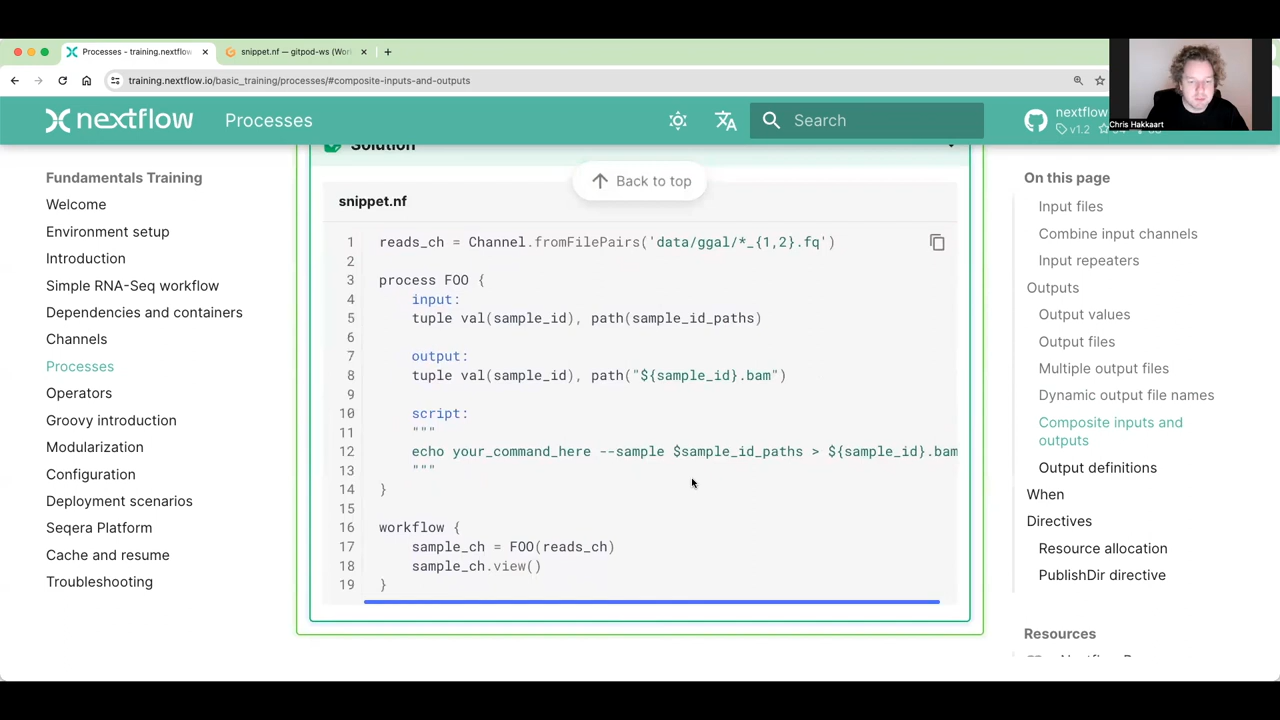 Processes - training.nextflow
snippet.nf — gitpod-ws (Wor
training.nextflow.io/basic_training/processes/#composite-inputs-and-outputs
nextflow
Processes
Search
nextflow
v1.2
Chris Hakkaart
Fundamentals Training
Welcome
Environment setup
Introduction
Simple RNA-Seq workflow
Dependencies and containers
Channels
Processes
Operators
Groovy introduction
Modularization
Configuration
Deployment scenarios
Seqera Platform
Cache and resume
Troubleshooting
Solution
Back to top
snippet.nf
1 reads_ch = Channel.fromFilePairs('data/ggal/*_{1,2}.fq')
2
3 process FOO {
4     input:
5     tuple val(sample_id), path(sample_id_paths)
6
7     output:
8     tuple val(sample_id), path("${sample_id}.bam")
9
10     script:
11     """
12     echo your_command_here --sample $sample_id_paths > ${sample_id}.bam
13     """
14 }
15
16 workflow {
17     sample_ch = FOO(reads_ch)
18     sample_ch.view()
19 }
On this page
Input files
Combine input channels
Input repeaters
Outputs
Output values
Output files
Multiple output files
Dynamic output file names
Composite inputs and
outputs
Output definitions
When
Directives
Resource allocation
PublishDir directive
Resources